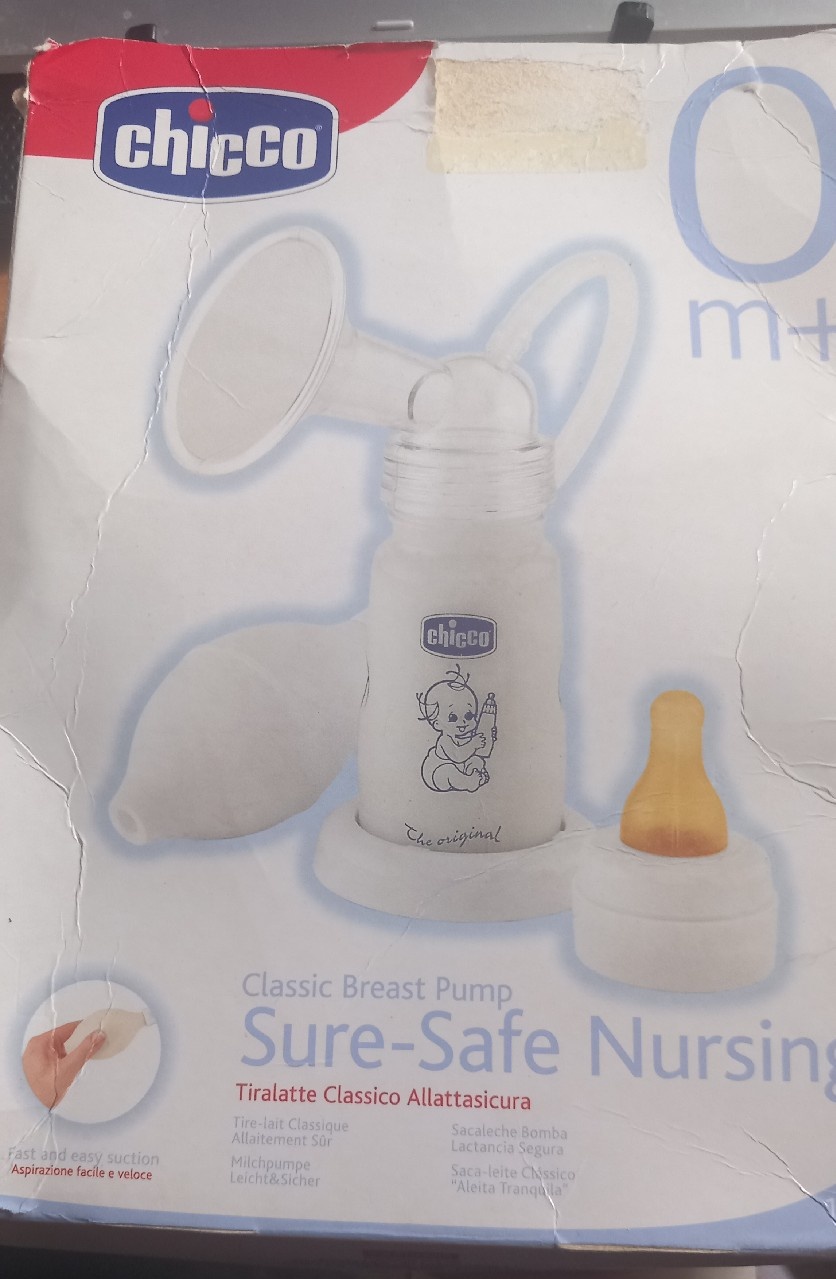 chicco
0
m+
chicco
The original
Classic Breast Pump
Sure-Safe Nursing
Tiralatte Classico Allattasicura
Tire-lait Classique
Allaitement Sûr
Milchpumpe
Leicht&Sicher
Sacaleche Bomba
Lactancia Segura
Saca-leite Clássico
"Aleita Tranquila"
Fast and easy suction
Aspirazione facile e veloce